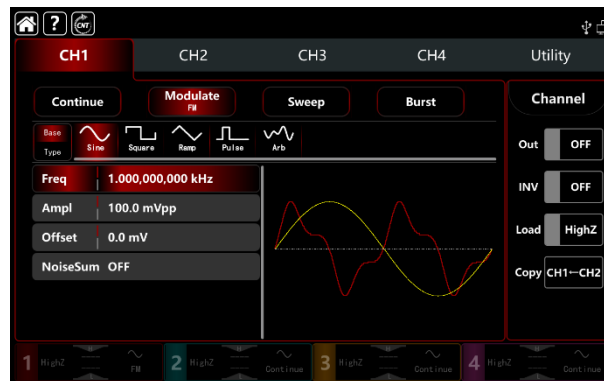 ? CNT
CH1 CH2 CH3 CH4 Utility
Continue Modulate Sweep Burst Channel
FM
Base
Type Sine Square Ramp Pulse Arb
Out OFF
Freq 1.000,000,000 kHz
INV OFF
Ampl 100.0 mVpp
Offset 0.0 mV
Load HighZ
NoiseSum OFF
Copy CH1←CH2
1 HighZ FM 2 HighZ Continue 3 HighZ Continue 4 HighZ Continue